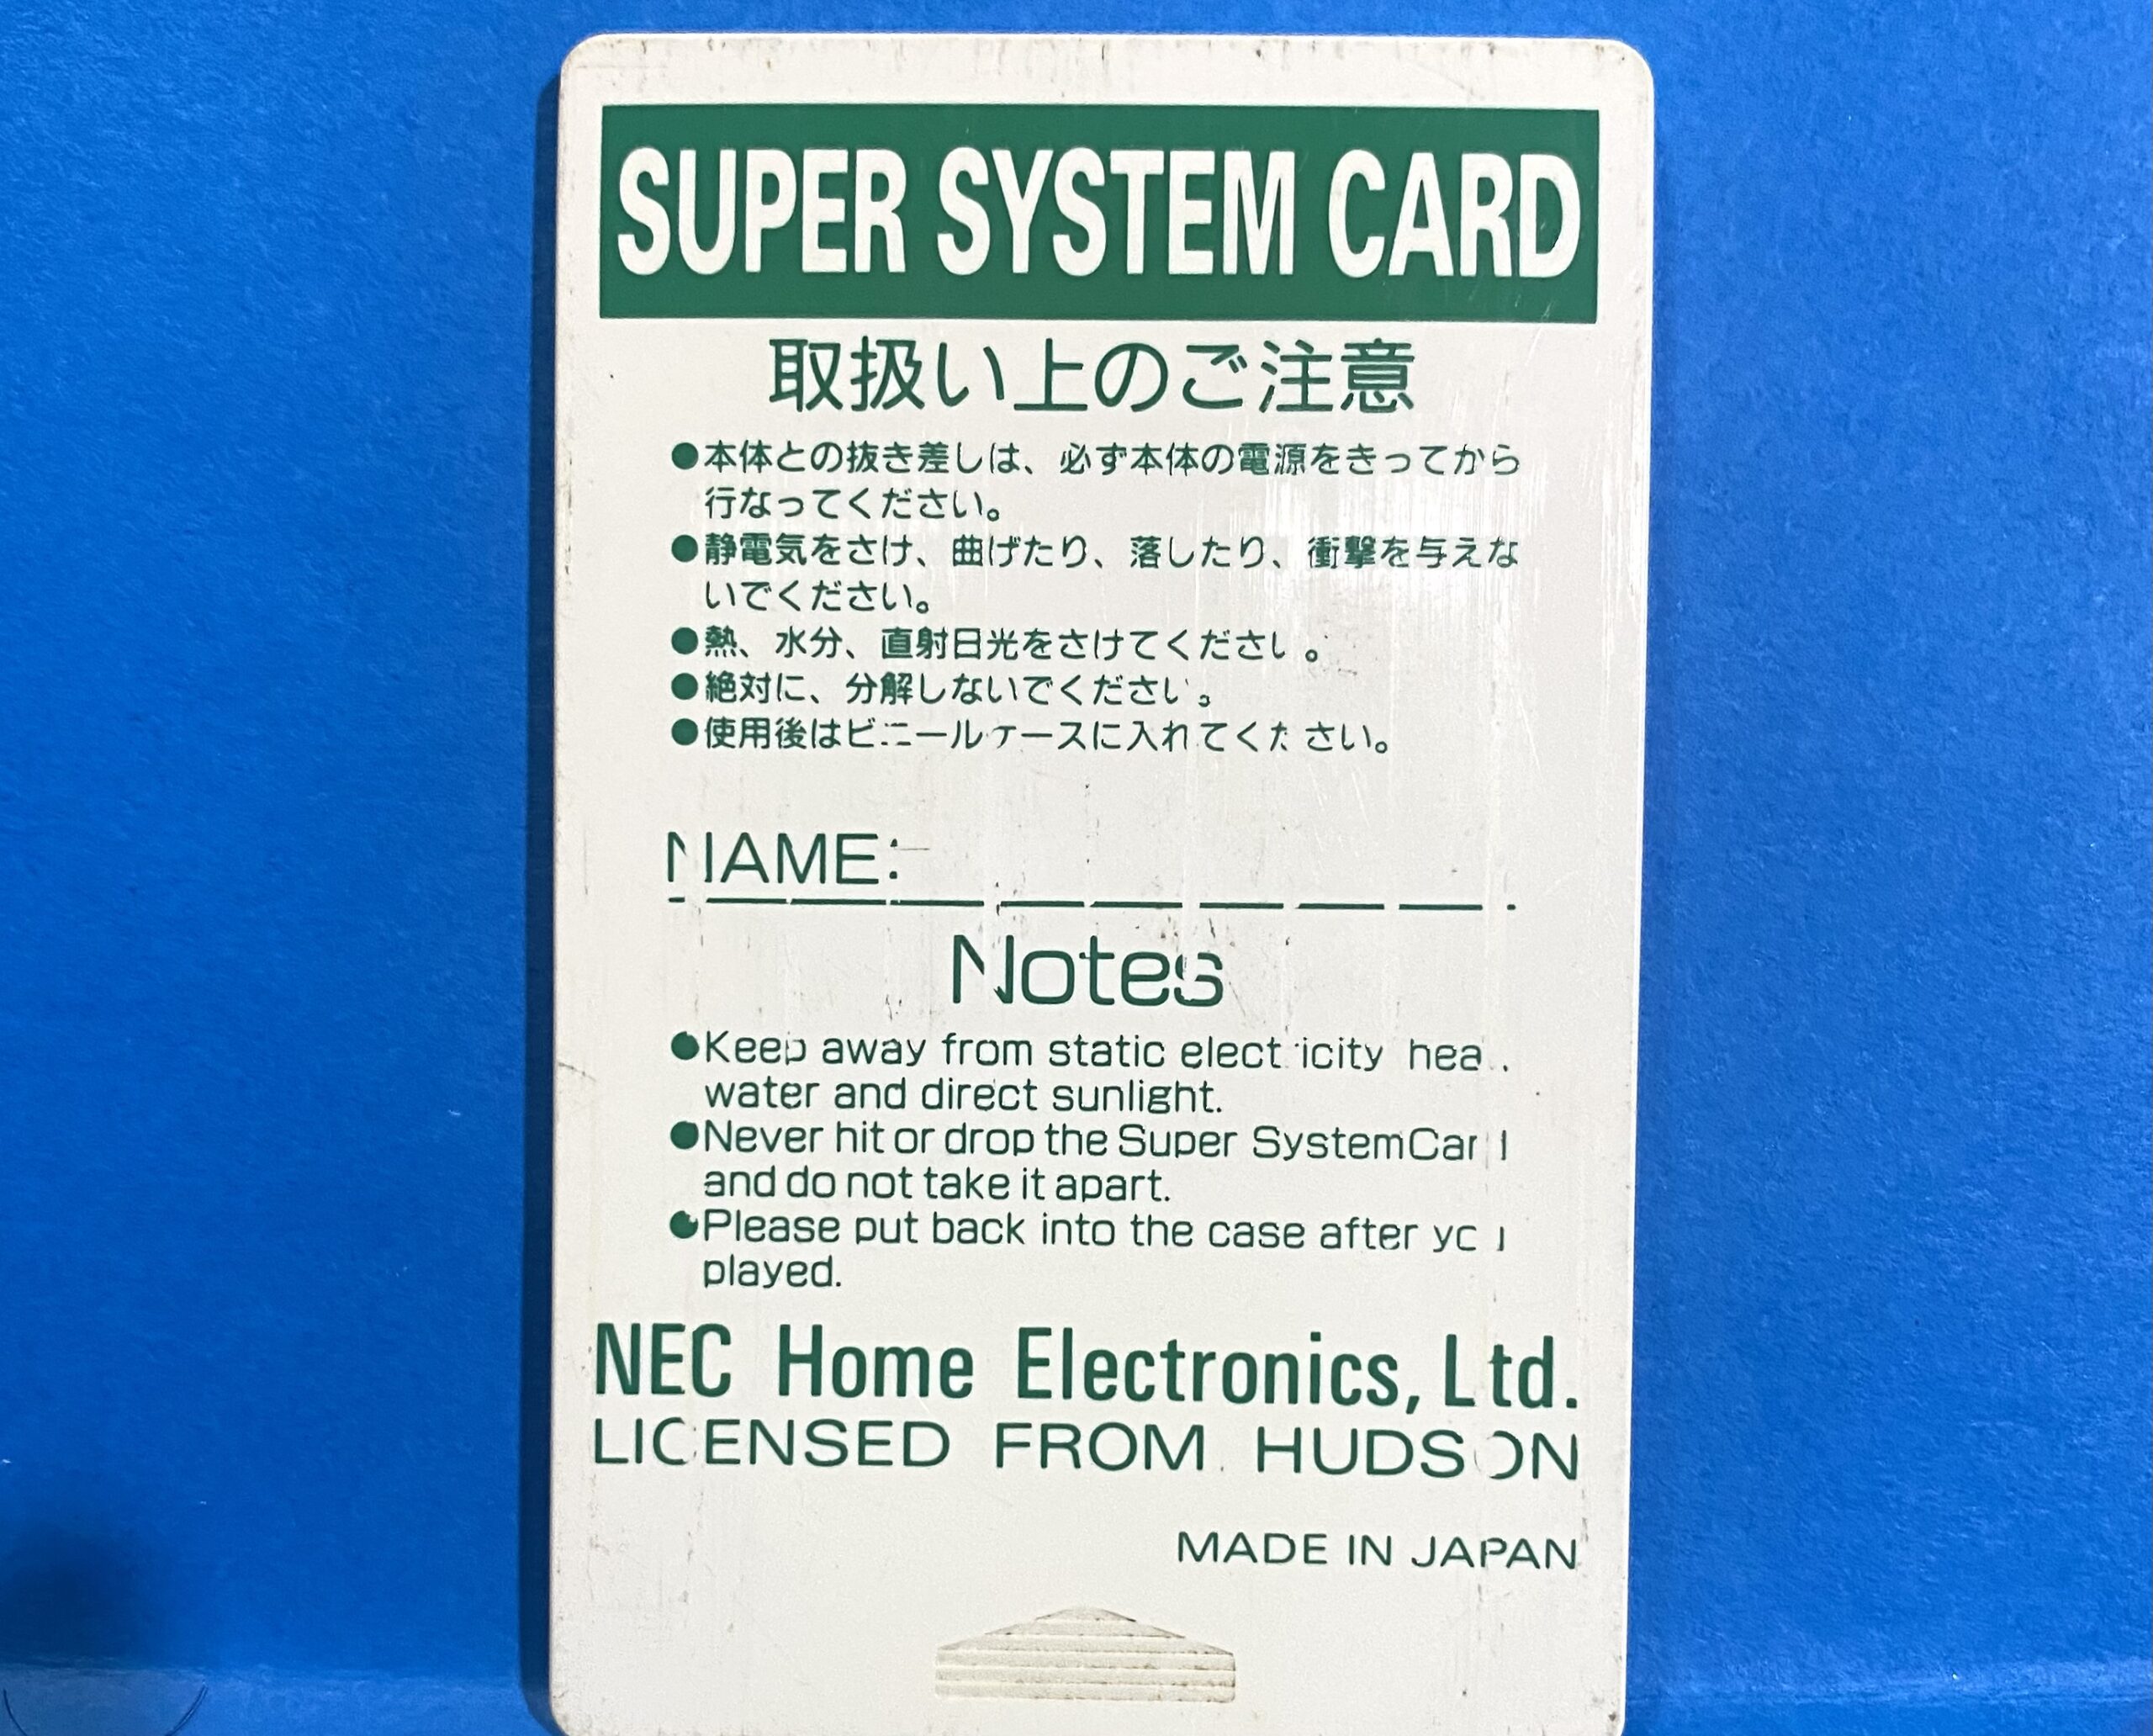 SUPER SYSTEM CARD
取扱い上のご注意
●本体との抜き差しは、必ず本体の電源をきってから
行なってください。
●静電気をさけ、曲げたり、落したり、衝撃を与えな
いでください。
●熱、水分、直射日光をさけてください。
●絶対に、分解しないでください。
●使用後はビニールケースに入れてください。
NAME:
Notes
●Keep away from static electricity heat.
water and direct sunlight.
●Never hit or drop the Super SystemCard
and do not take it apart.
●Please put back into the case after you
played.
NEC Home Electronics, Ltd.
LICENSED FROM HUDSON
MADE IN JAPAN